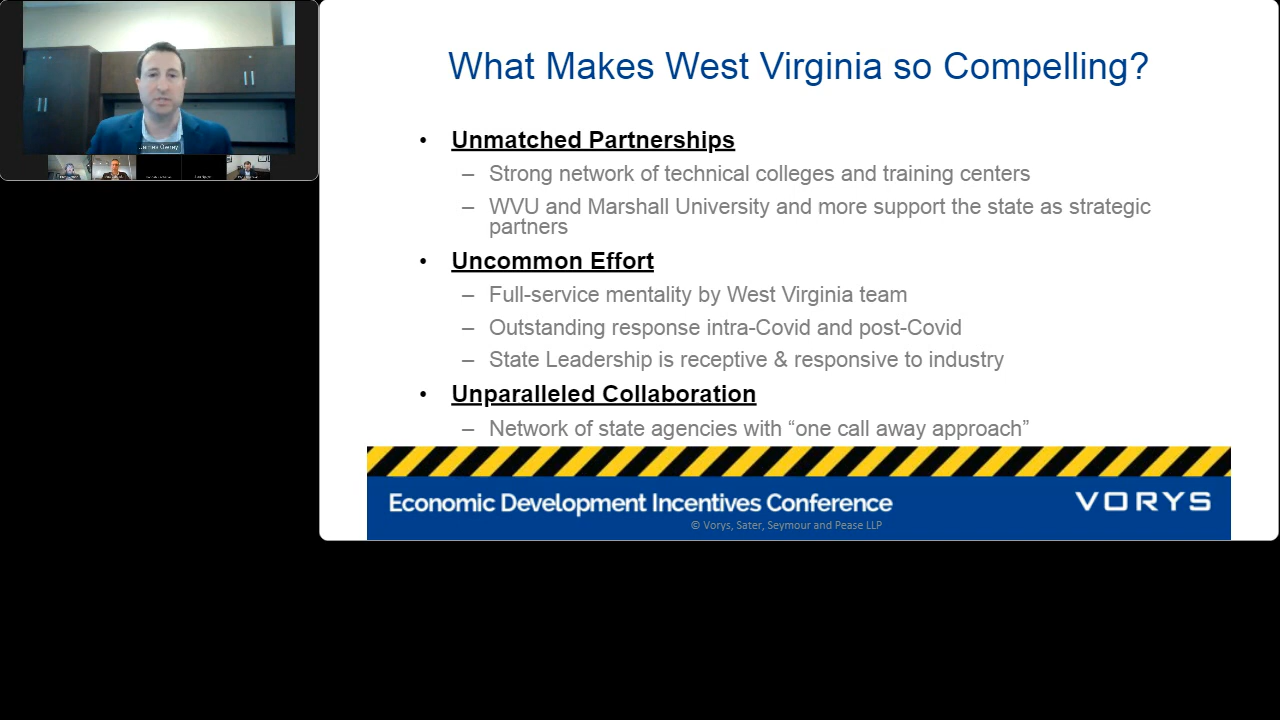 What Makes West Virginia so Compelling?
• Unmatched Partnerships
– Strong network of technical colleges and training centers
– WVU and Marshall University and more support the state as strategic
partners
• Uncommon Effort
– Full-service mentality by West Virginia team
– Outstanding response intra-Covid and post-Covid
– State Leadership is receptive & responsive to industry
• Unparalleled Collaboration
– Network of state agencies with “one call away approach”
Economic Development Incentives Conference
VORYS
© Vorys, Sater, Seymour and Pease LLP